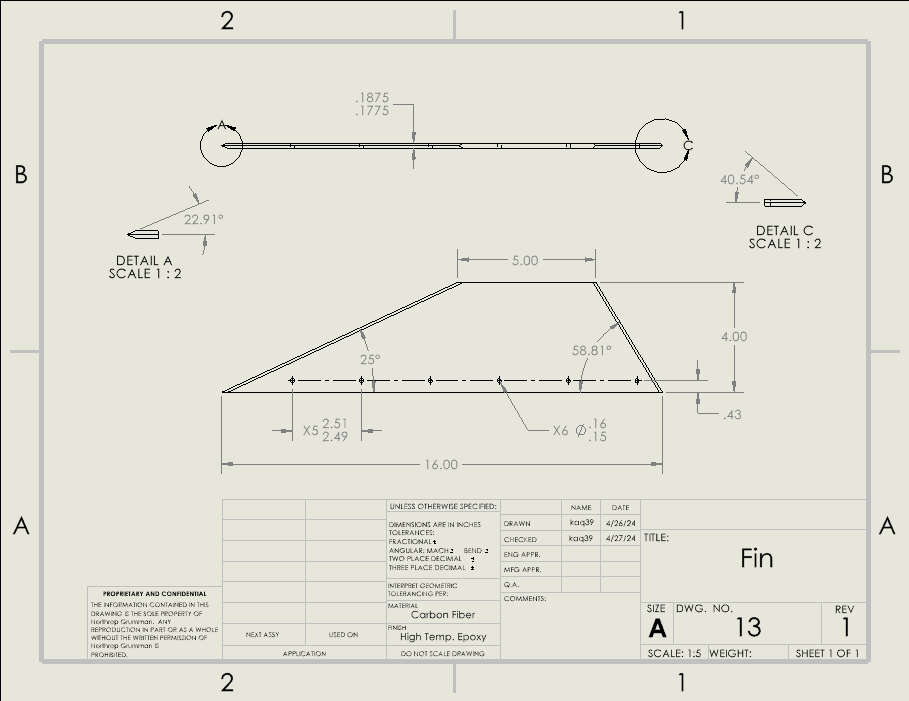 2 1
.1875
.1775
A
C
B B
40.54°
22.91°
DETAIL A
SCALE 1 : 2
DETAIL C
SCALE 1 : 2
5.00
4.00
58.81°
25°
.43
X5 2.51
2.49
X6 Ø .16
.15
16.00
A A
UNLESS OTHERWISE SPECIFIED:
DIMENSIONS ARE IN INCHES
TOLERANCES:
FRACTIONAL ±
ANGULAR: MACH ± BEND ±
TWO PLACE DECIMAL ±
THREE PLACE DECIMAL ±
INTERPRET GEOMETRIC
TOLERANCING PER:
MATERIAL
Carbon Fiber
FINISH
High Temp. Epoxy
DO NOT SCALE DRAWING
NAME DATE
DRAWN kaq39 4/26/24
CHECKED kaq39 4/27/24
ENG APPR.
MFG APPR.
Q.A.
COMMENTS:
TITLE:
Fin
SIZE DWG. NO. REV
A 13 1
SCALE: 1:5 WEIGHT: SHEET 1 OF 1
PROPRIETARY AND CONFIDENTIAL
THE INFORMATION CONTAINED IN THIS
DRAWING IS THE SOLE PROPERTY OF
Northrop Grumman. ANY
REPRODUCTION IN PART OR AS A WHOLE
WITHOUT THE WRITTEN PERMISSION OF
Northrop Grumman IS
PROHIBITED.
NEXT ASSY USED ON
APPLICATION
2 1